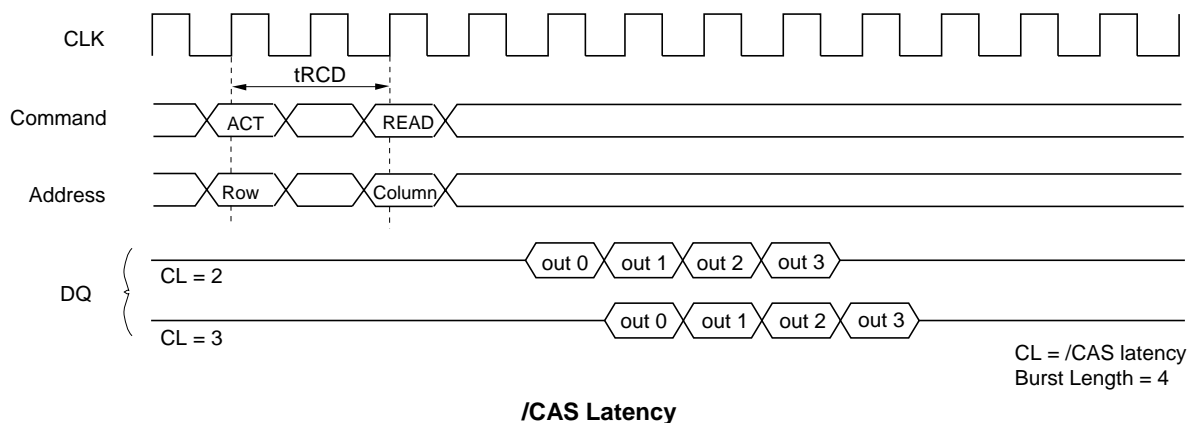 CLK
tRCD
Command ACT READ
Address Row Column
DQ
CL = 2 out 0 out 1 out 2 out 3
CL = 3 out 0 out 1 out 2 out 3
CL = /CAS latency
Burst Length = 4
/CAS Latency